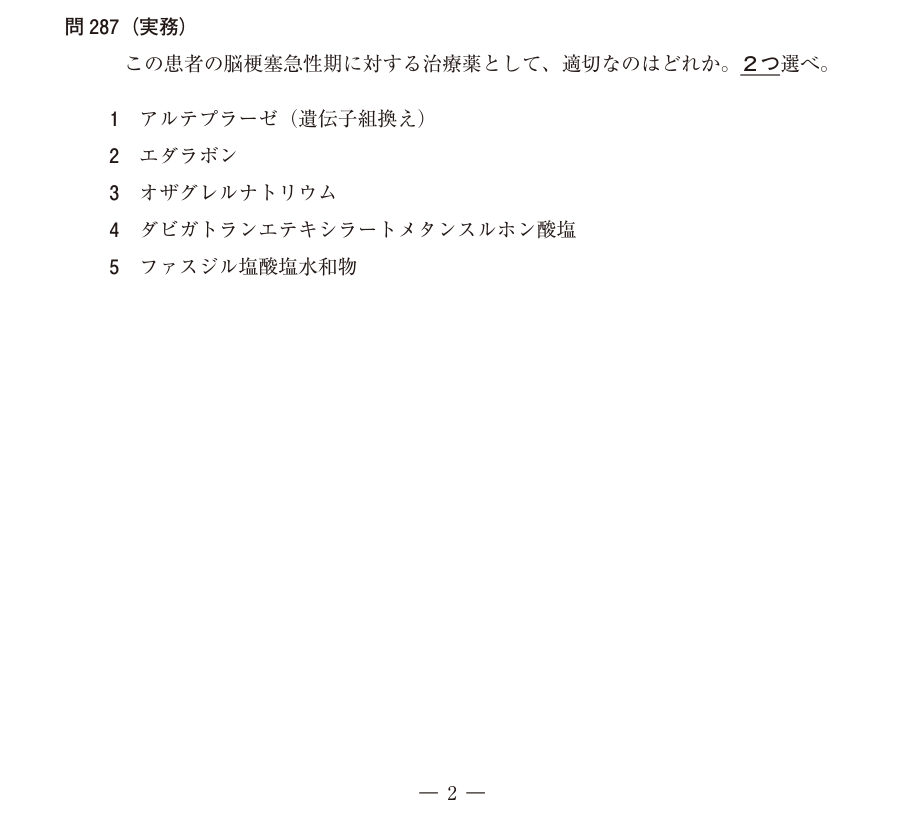 問 287（実務）
この患者の脳梗塞急性期に対する治療薬として、適切なのはどれか。２つ選べ。
1　アルテプラーゼ（遺伝子組換え）
2　エダラボン
3　オザグレルナトリウム
4　ダビガトランエテキシラートメタンスルホン酸塩
5　ファスジル塩酸塩水和物
― 2 ―